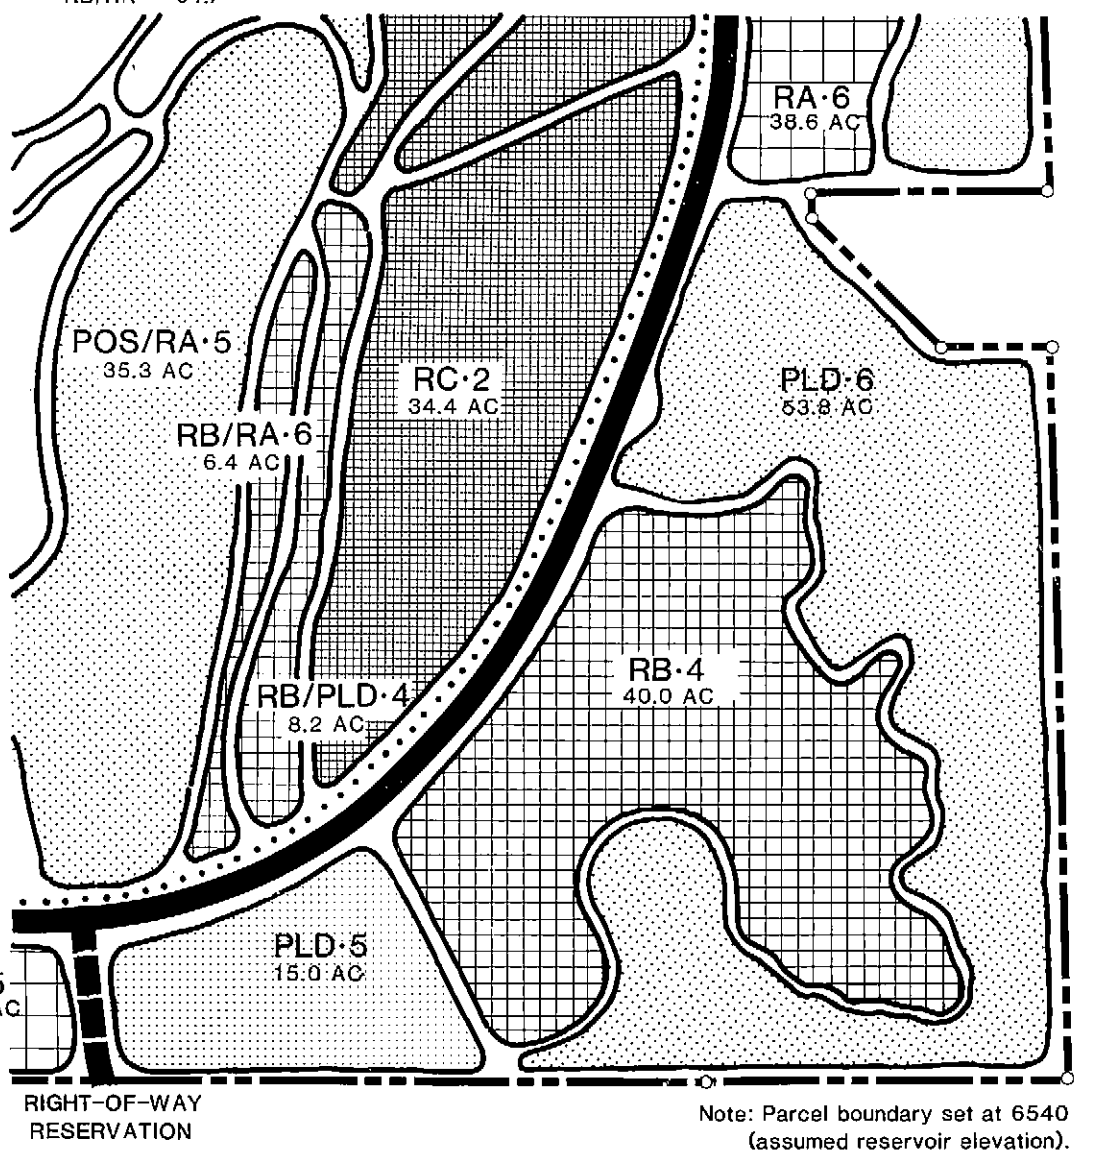 RA·6
38.6 AC
POS/RA·5
35.3 AC
RC·2
34.4 AC
PLD·6
53.8 AC
RB/RA·6
6.4 AC
RB·4
40.0 AC
RB/PLD·4
8.2 AC
PLD·5
15.0 AC
AC
RIGHT-OF-WAY
RESERVATION
Note: Parcel boundary set at 6540
(assumed reservoir elevation).